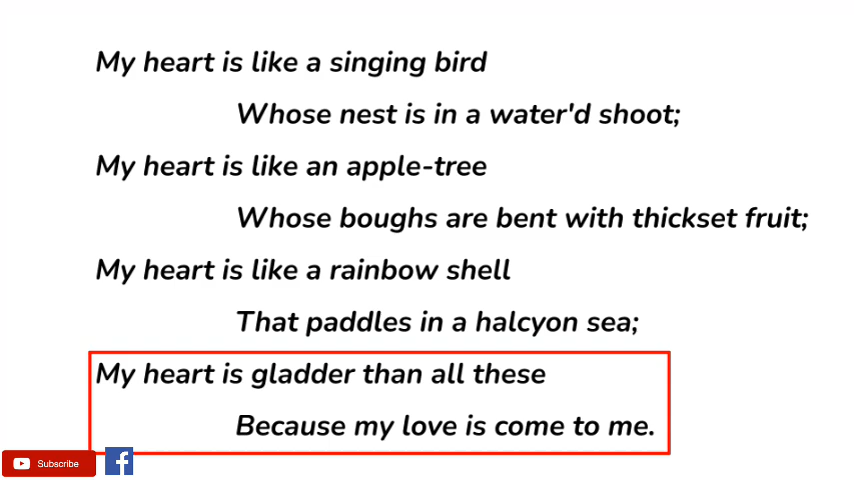 My heart is like a singing bird
Whose nest is in a water'd shoot;
My heart is like an apple-tree
Whose boughs are bent with thickset fruit;
My heart is like a rainbow shell
That paddles in a halcyon sea;
My heart is gladder than all these
Because my love is come to me.
Subscribe